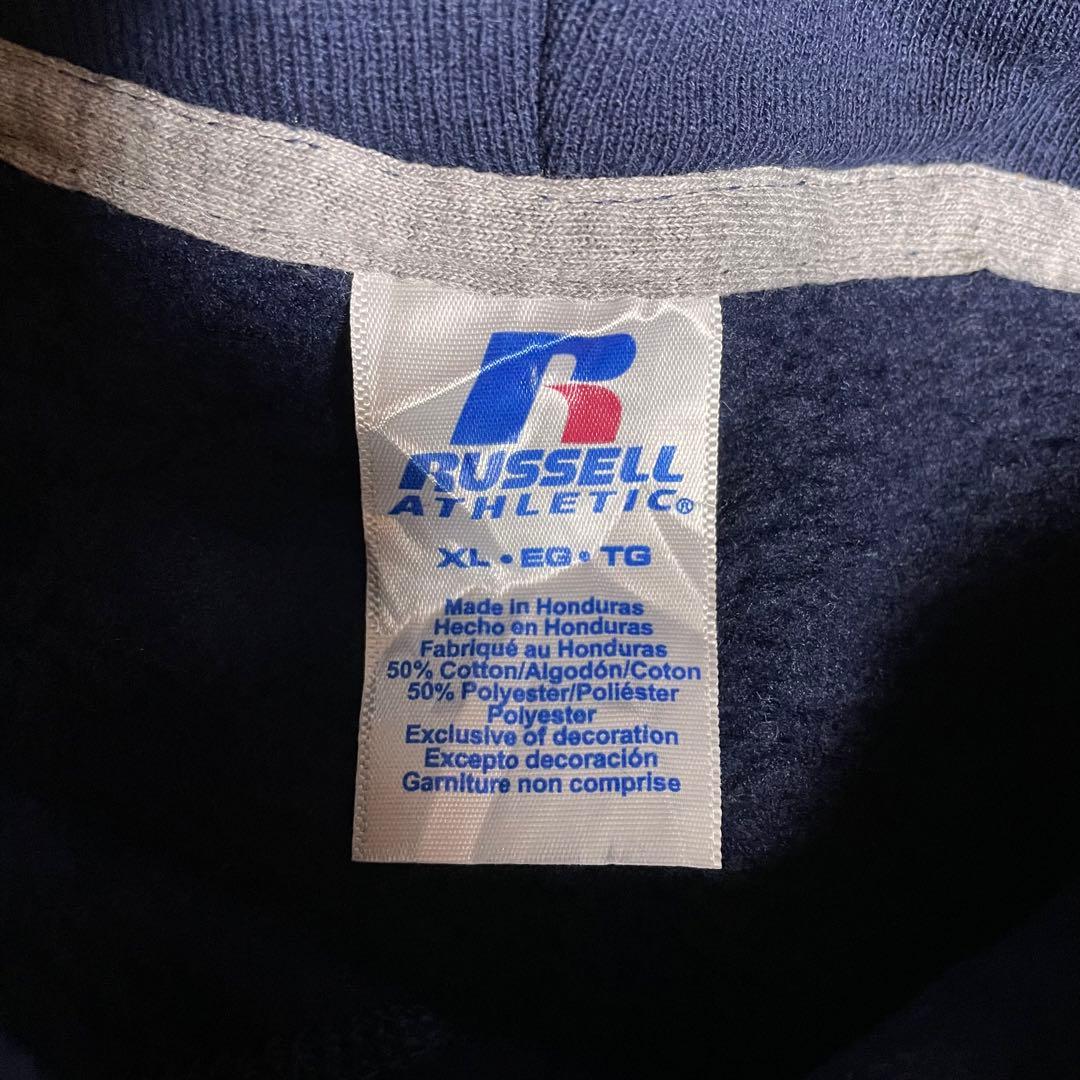 RUSSELL
ATHLETIC®
XL • EG • TG
Made in Honduras
Hecho en Honduras
Fabriqué au Honduras
50% Cotton/Algodón/Coton
50% Polyester/Poliéster
Polyester
Exclusive of decoration
Excepto decoración
Garniture non comprise